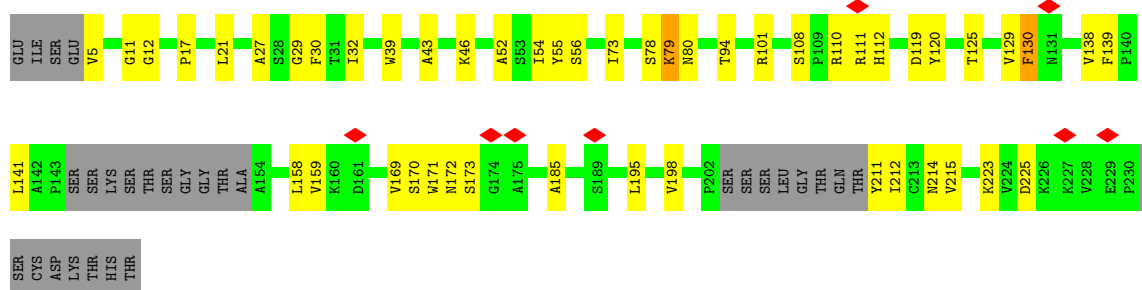 GLU ILE SER GLU V5 G11 G12 P17 L21 A27 S28 G29 F30 T31 I32 W39 A43 K46 A52 S53 I54 Y55 S56 I73 S78 K79 N80 T94 R101 S108 P109 R110 R111 H112 D119 Y120 T125 V129 F130 N131 V138 F139 P140
L141 A142 P143 SER SER LYS SER THR SER GLY GLY THR ALA A154 L158 V159 K160 D161 V169 S170 W171 N172 S173 G174 A175 A185 S189 L195 V198 P202 SER SER SER LEU GLY THR GLN THR Y211 I212 C213 N214 V215 K223 V224 D225 K226 K227 V228 E229 P230
SER CYS ASP LYS THR HIS THR